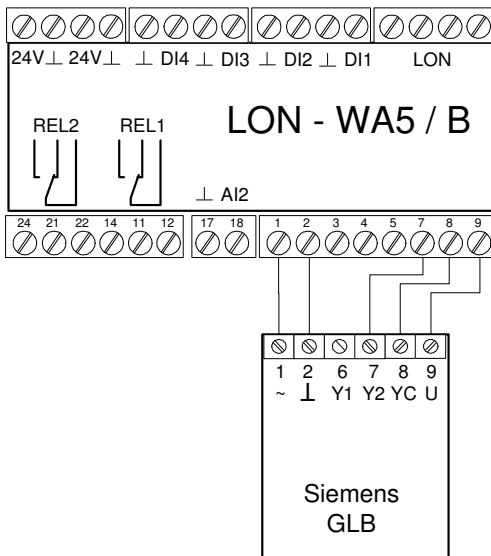 24V ⊥ 24V ⊥ ⊥ DI4 ⊥ DI3 ⊥ DI2 ⊥ DI1 LON
LON - WA5 / B
REL2 REL1
⊥ AI2
24 21 22 14 11 12 17 18 1 2 3 4 5 7 8 9
1 2 6 7 8 9
~ ⊥ Y1 Y2 YC U
Siemens
GLB